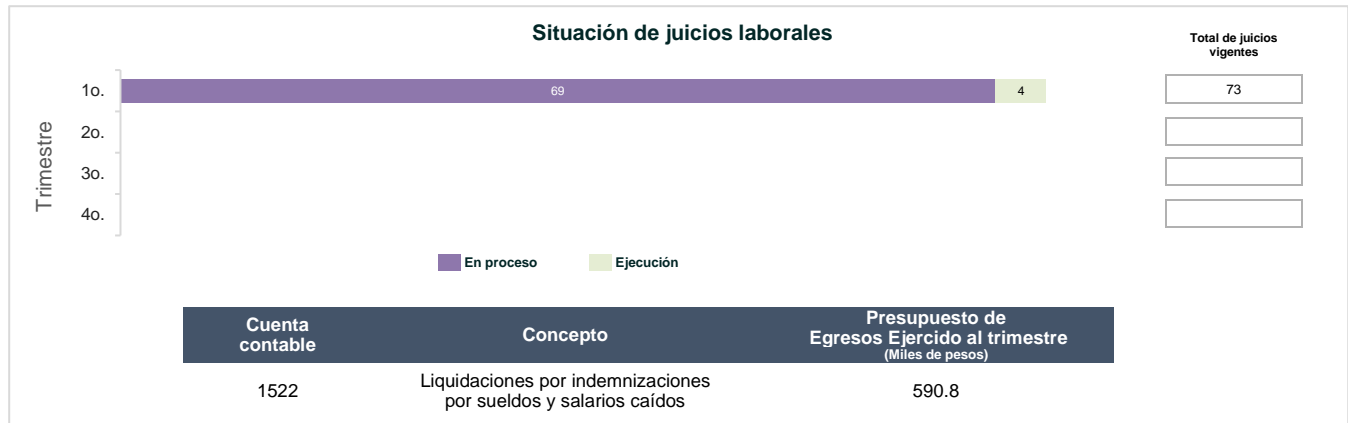 Situación de juicios laborales
Total de juicios
vigentes
Trimestre
1o.
69
4
73
2o.
3o.
4o.
En proceso
Ejecución
Cuenta
contable
Concepto
Presupuesto de
Egresos Ejercido al trimestre
(Miles de pesos)
1522
Liquidaciones por indemnizaciones
por sueldos y salarios caídos
590.8